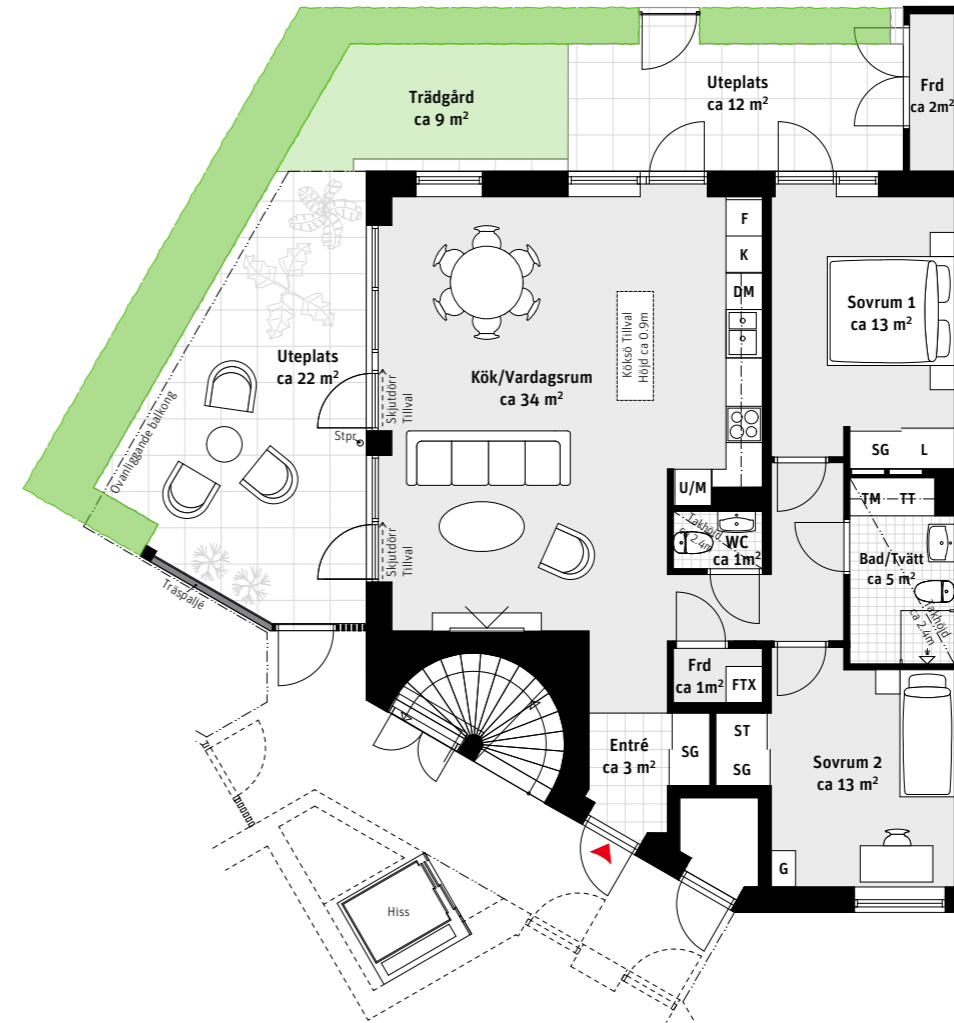 Uteplats
ca 12 m²
Frd
ca 2m²
Trädgård
ca 9 m²
F
K
DM
Sovrum 1
ca 13 m²
Köksö Tillval
Höjd ca 0.9m
Uteplats
ca 22 m²
Kök/Vardagsrum
ca 34 m²
Skjutdörr
Tillval
Ovanliggande balkong
Stpr
SG
L
U/M
TM
TT
Takhöjd
2.4m
WC
ca 1m²
Bad/Tvätt
ca 5 m²
Skjutdörr
Tillval
Träspaljé
Takhöjd
ca 2.4m
Frd
ca 1m²
FTX
Entré
ca 3 m²
SG
ST
SG
Sovrum 2
ca 13 m²
G
Hiss